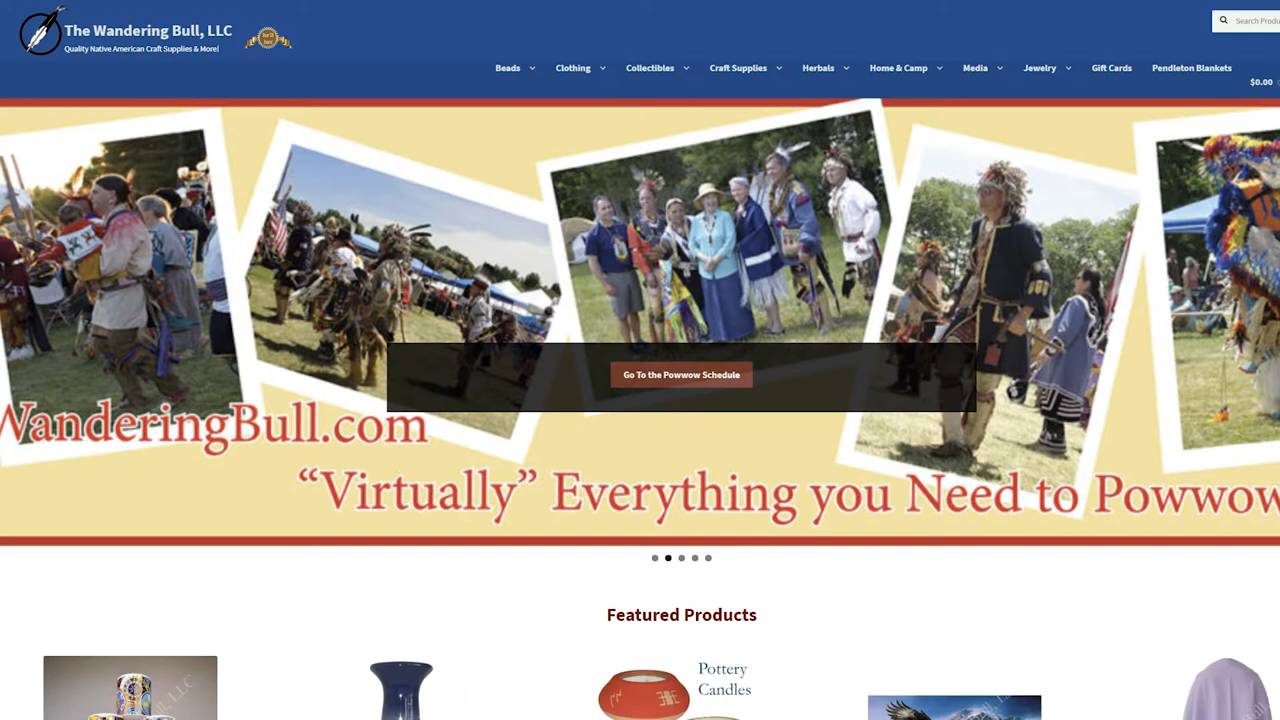 The Wandering Bull, LLC
Quality Native American Craft Supplies & More!
Search Produ
Beads Clothing Collectibles Craft Supplies Herbals Home & Camp Media Jewelry Gift Cards Pendleton Blankets
$0.00
Go To the Powwow Schedule
WanderingBull.com
“Virtually” Everything you Need to Powwow
Featured Products
Pottery
Candles